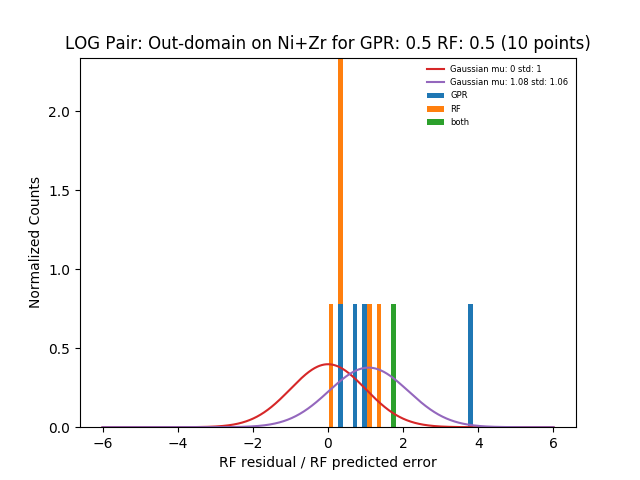 LOG Pair: Out-domain on Ni+Zr for GPR: 0.5 RF: 0.5 (10 points)
Gaussian mu: 0 std: 1
Gaussian mu: 1.08 std: 1.06
GPR
RF
both
Normalized Counts
2.0
1.5
1.0
0.5
0.0
−6 −4 −2 0 2 4 6
RF residual / RF predicted error